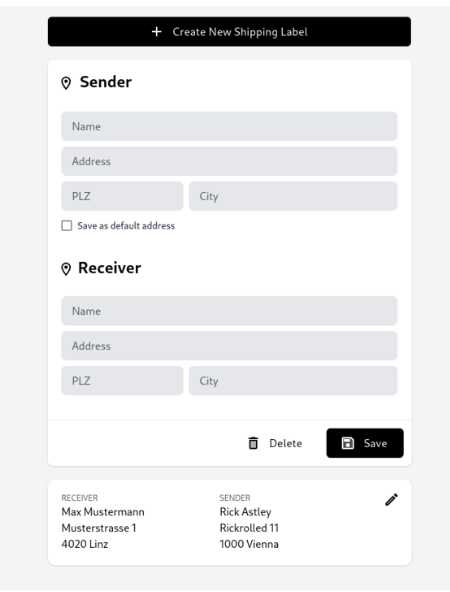 + Create New Shipping Label
Sender
Name
Address
PLZ City
Save as default address
Receiver
Name
Address
PLZ City
Delete Save
RECEIVER SENDER
Max Mustermann Rick Astley
Musterstrasse 1 Rickrolled 11
4020 Linz 1000 Vienna